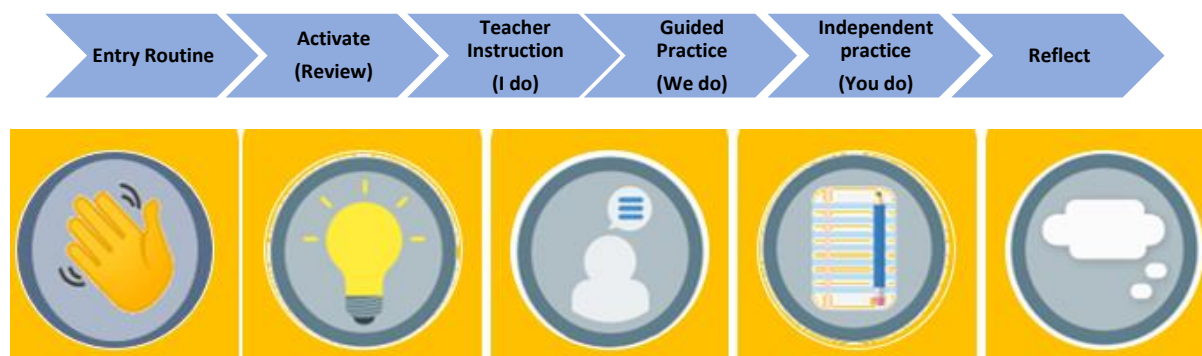 Entry Routine
Activate
(Review)
Teacher
Instruction
(I do)
Guided
Practice
(We do)
Independent
practice
(You do)
Reflect